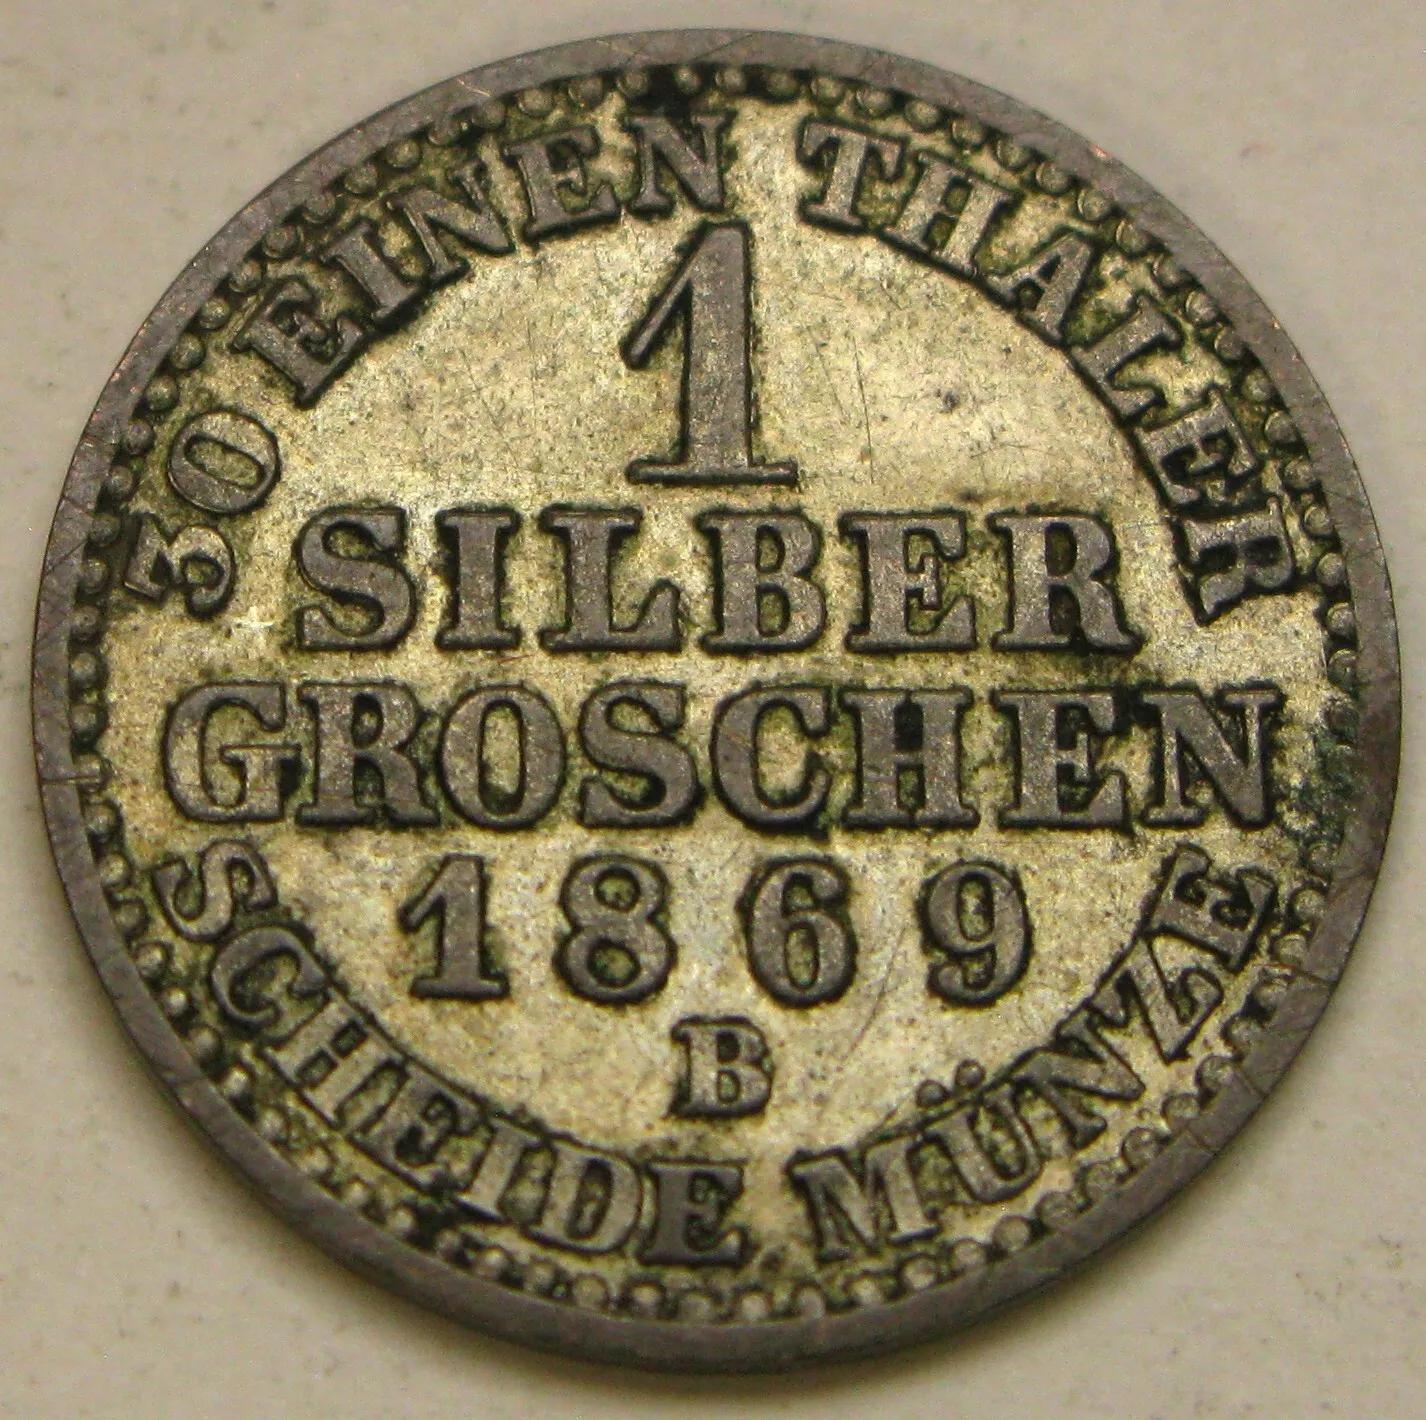 30 EINEN THALER
1
SILBER
GROSCHEN
1869
B
SCHEIDE MÜNZE